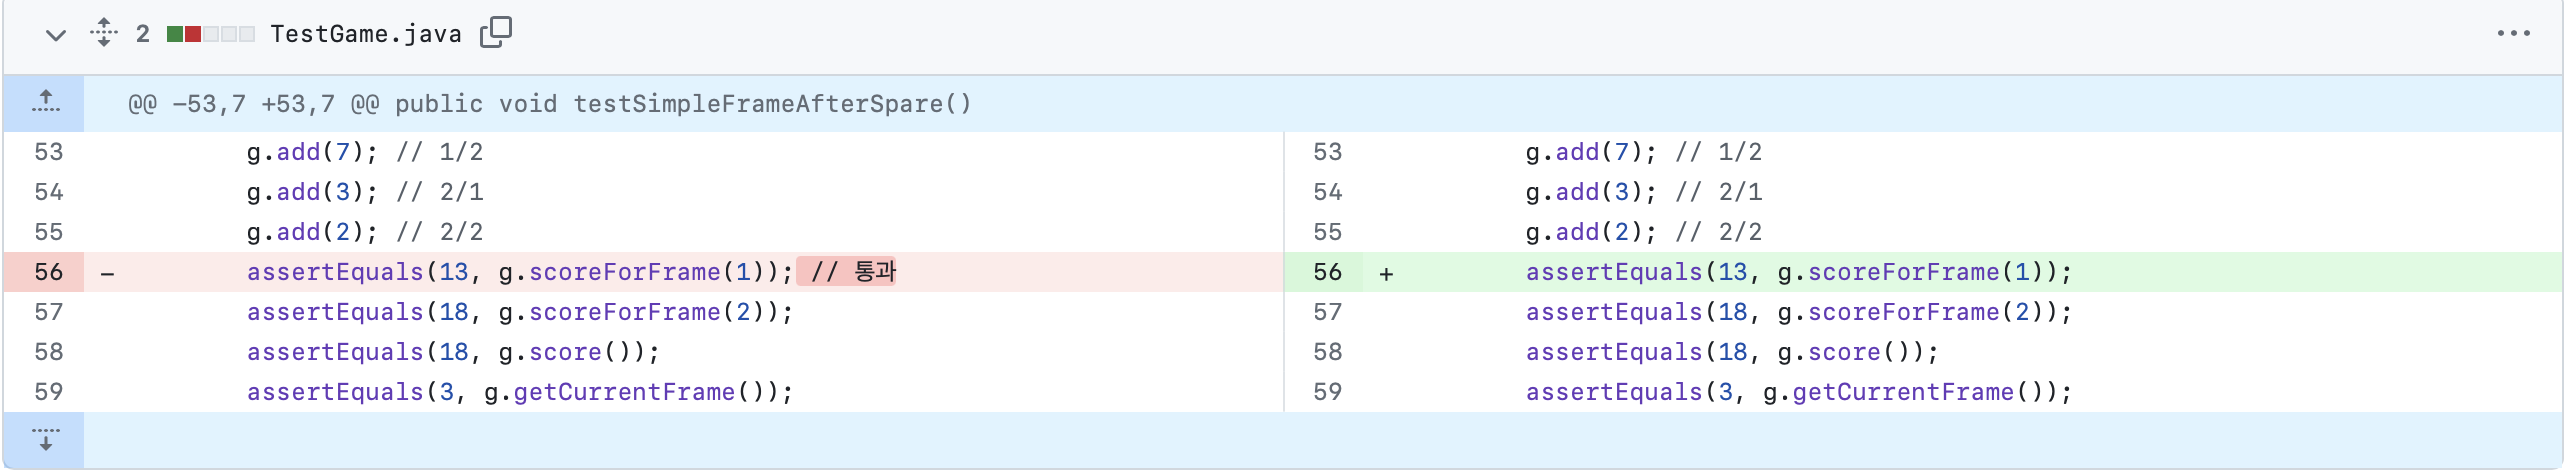 2 TestGame.java
@@ -53,7 +53,7 @@ public void testSimpleFrameAfterSpare()
53 g.add(7); // 1/2
54 g.add(3); // 2/1
55 g.add(2); // 2/2
56 - assertEquals(13, g.scoreForFrame(1)); // 통과
57 assertEquals(18, g.scoreForFrame(2));
58 assertEquals(18, g.score());
59 assertEquals(3, g.getCurrentFrame());
53 g.add(7); // 1/2
54 g.add(3); // 2/1
55 g.add(2); // 2/2
56 + assertEquals(13, g.scoreForFrame(1));
57 assertEquals(18, g.scoreForFrame(2));
58 assertEquals(18, g.score());
59 assertEquals(3, g.getCurrentFrame());